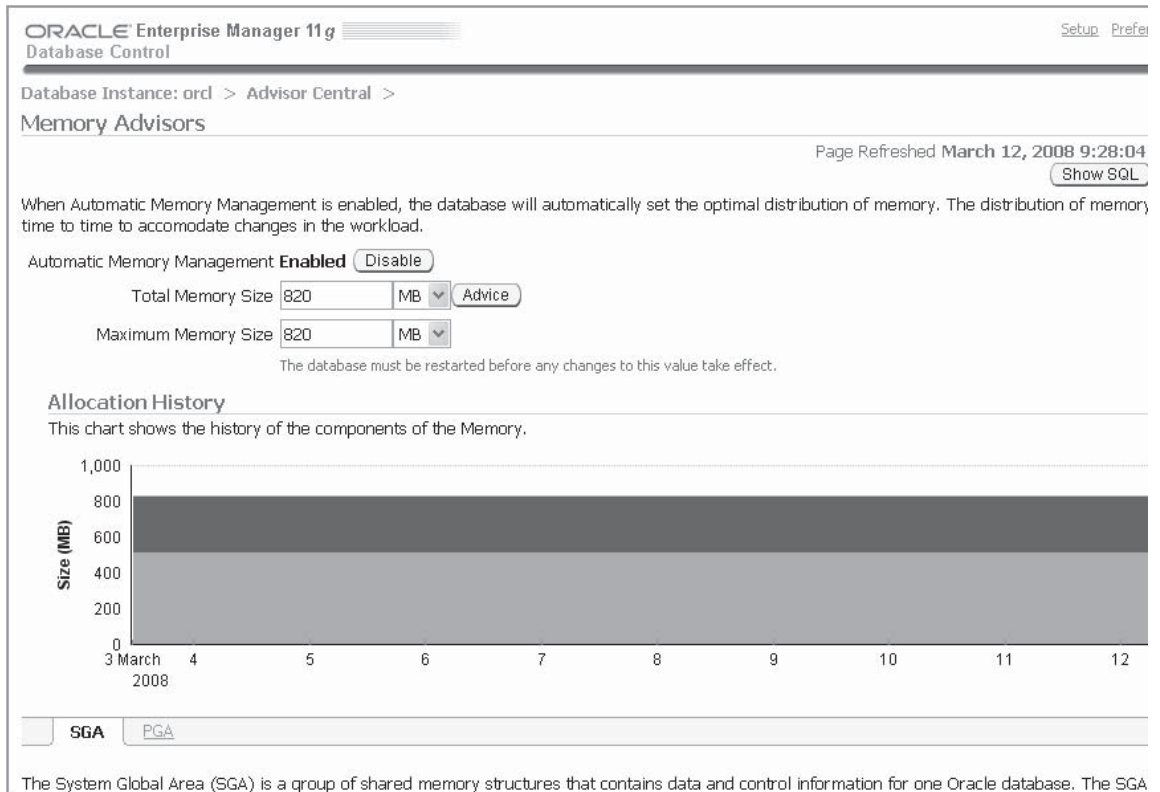 ORACLE Enterprise Manager 11g
Setup Prefer
Database Control
Database Instance: orcl > Advisor Central >
Memory Advisors
Page Refreshed March 12, 2008 9:28:04
Show SQL
When Automatic Memory Management is enabled, the database will automatically set the optimal distribution of memory. The distribution of memory
time to time to accomodate changes in the workload.
Automatic Memory Management Enabled Disable
Total Memory Size 820 MB Advice
Maximum Memory Size 820 MB
The database must be restarted before any changes to this value take effect.
Allocation History
This chart shows the history of the components of the Memory.
Size (MB)
1,000
800
600
400
200
0
3 March 4 5 6 7 8 9 10 11 12
2008
SGA PGA
The System Global Area (SGA) is a group of shared memory structures that contains data and control information for one Oracle database. The SGA